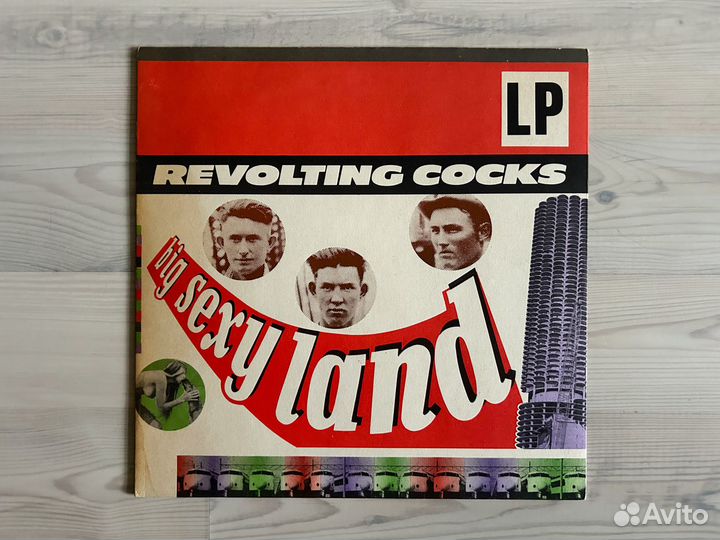 LP
REVOLTING COCKS
big sexy land
Avito